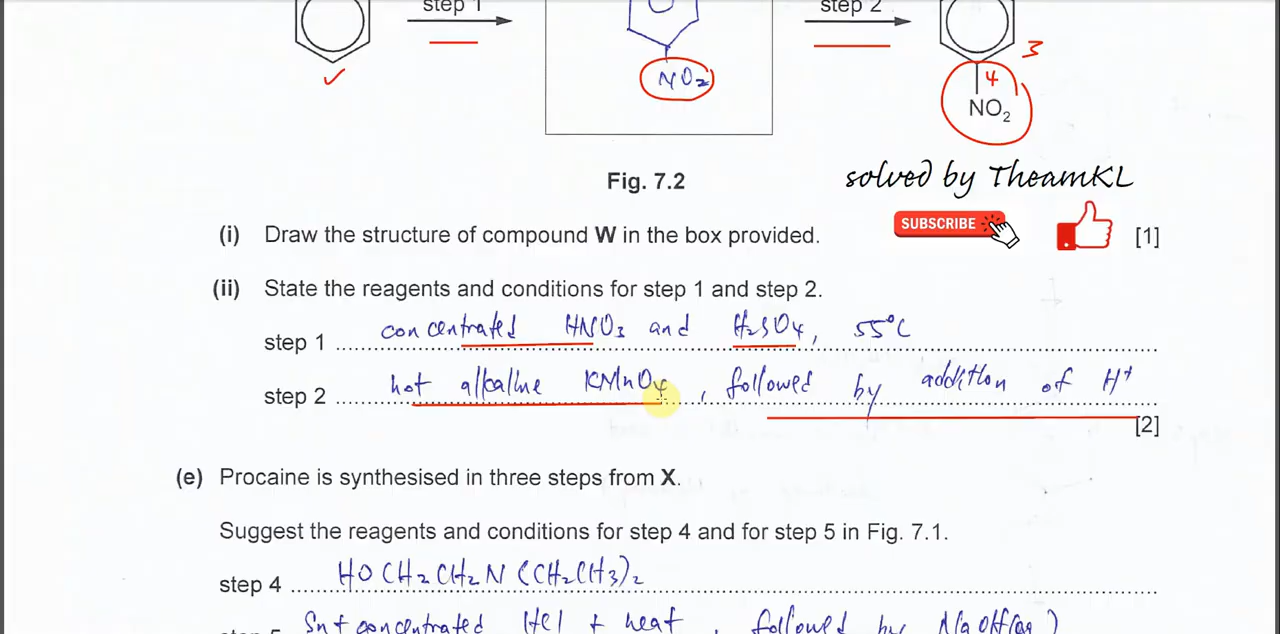 step 1
step 2
3
4
NO2
NO2
Fig. 7.2
solved by TheamKL
SUBSCRIBE
(i) Draw the structure of compound W in the box provided. [1]
(ii) State the reagents and conditions for step 1 and step 2.
step 1 concentrated HNO3 and H2SO4, 55°C
step 2 hot alkaline KMnO4, followed by addition of H+
[2]
(e) Procaine is synthesised in three steps from X.
Suggest the reagents and conditions for step 4 and for step 5 in Fig. 7.1.
step 4 HOCH2CH2N(CH2CH3)2
step 5 Sn + concentrated HCl + heat, followed by NaOH(aq)